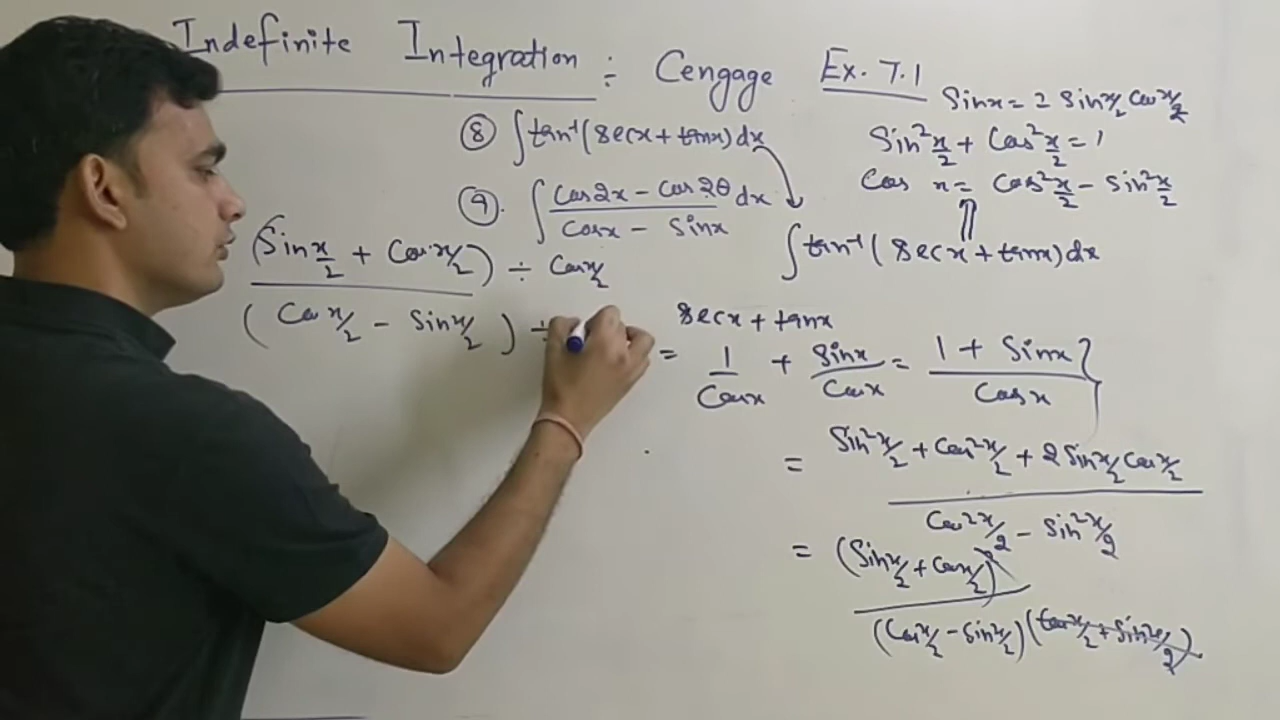 Indefinite Integration : Cengage Ex. 7.1
⑧ ∫tan⁻¹(secx + tanx)dx
⑨. ∫ (cos2x − cos2θ)/(cosx − sinx) dx
Sinx = 2 Sin x/2 Cos x/2
Sin² x/2 + Cos² x/2 = 1
Cos x = Cos² x/2 − Sin² x/2
∫tan⁻¹(secx + tanx)dx
(Sin x/2 + Cos x/2) ÷ Cos x/2
(Cos x/2 − Sin x/2) ÷
secx + tanx
= 1/Cosx + Sinx/Cosx = (1 + Sinx)/Cosx }
= Sin² x/2 + Cos² x/2 + 2 Sin x/2 Cos x/2
Cos² x/2 − Sin² x/2
= (Sin x/2 + Cos x/2)²
(Cos x/2 − Sin x/2)(Cos x/2 + Sin x/2)